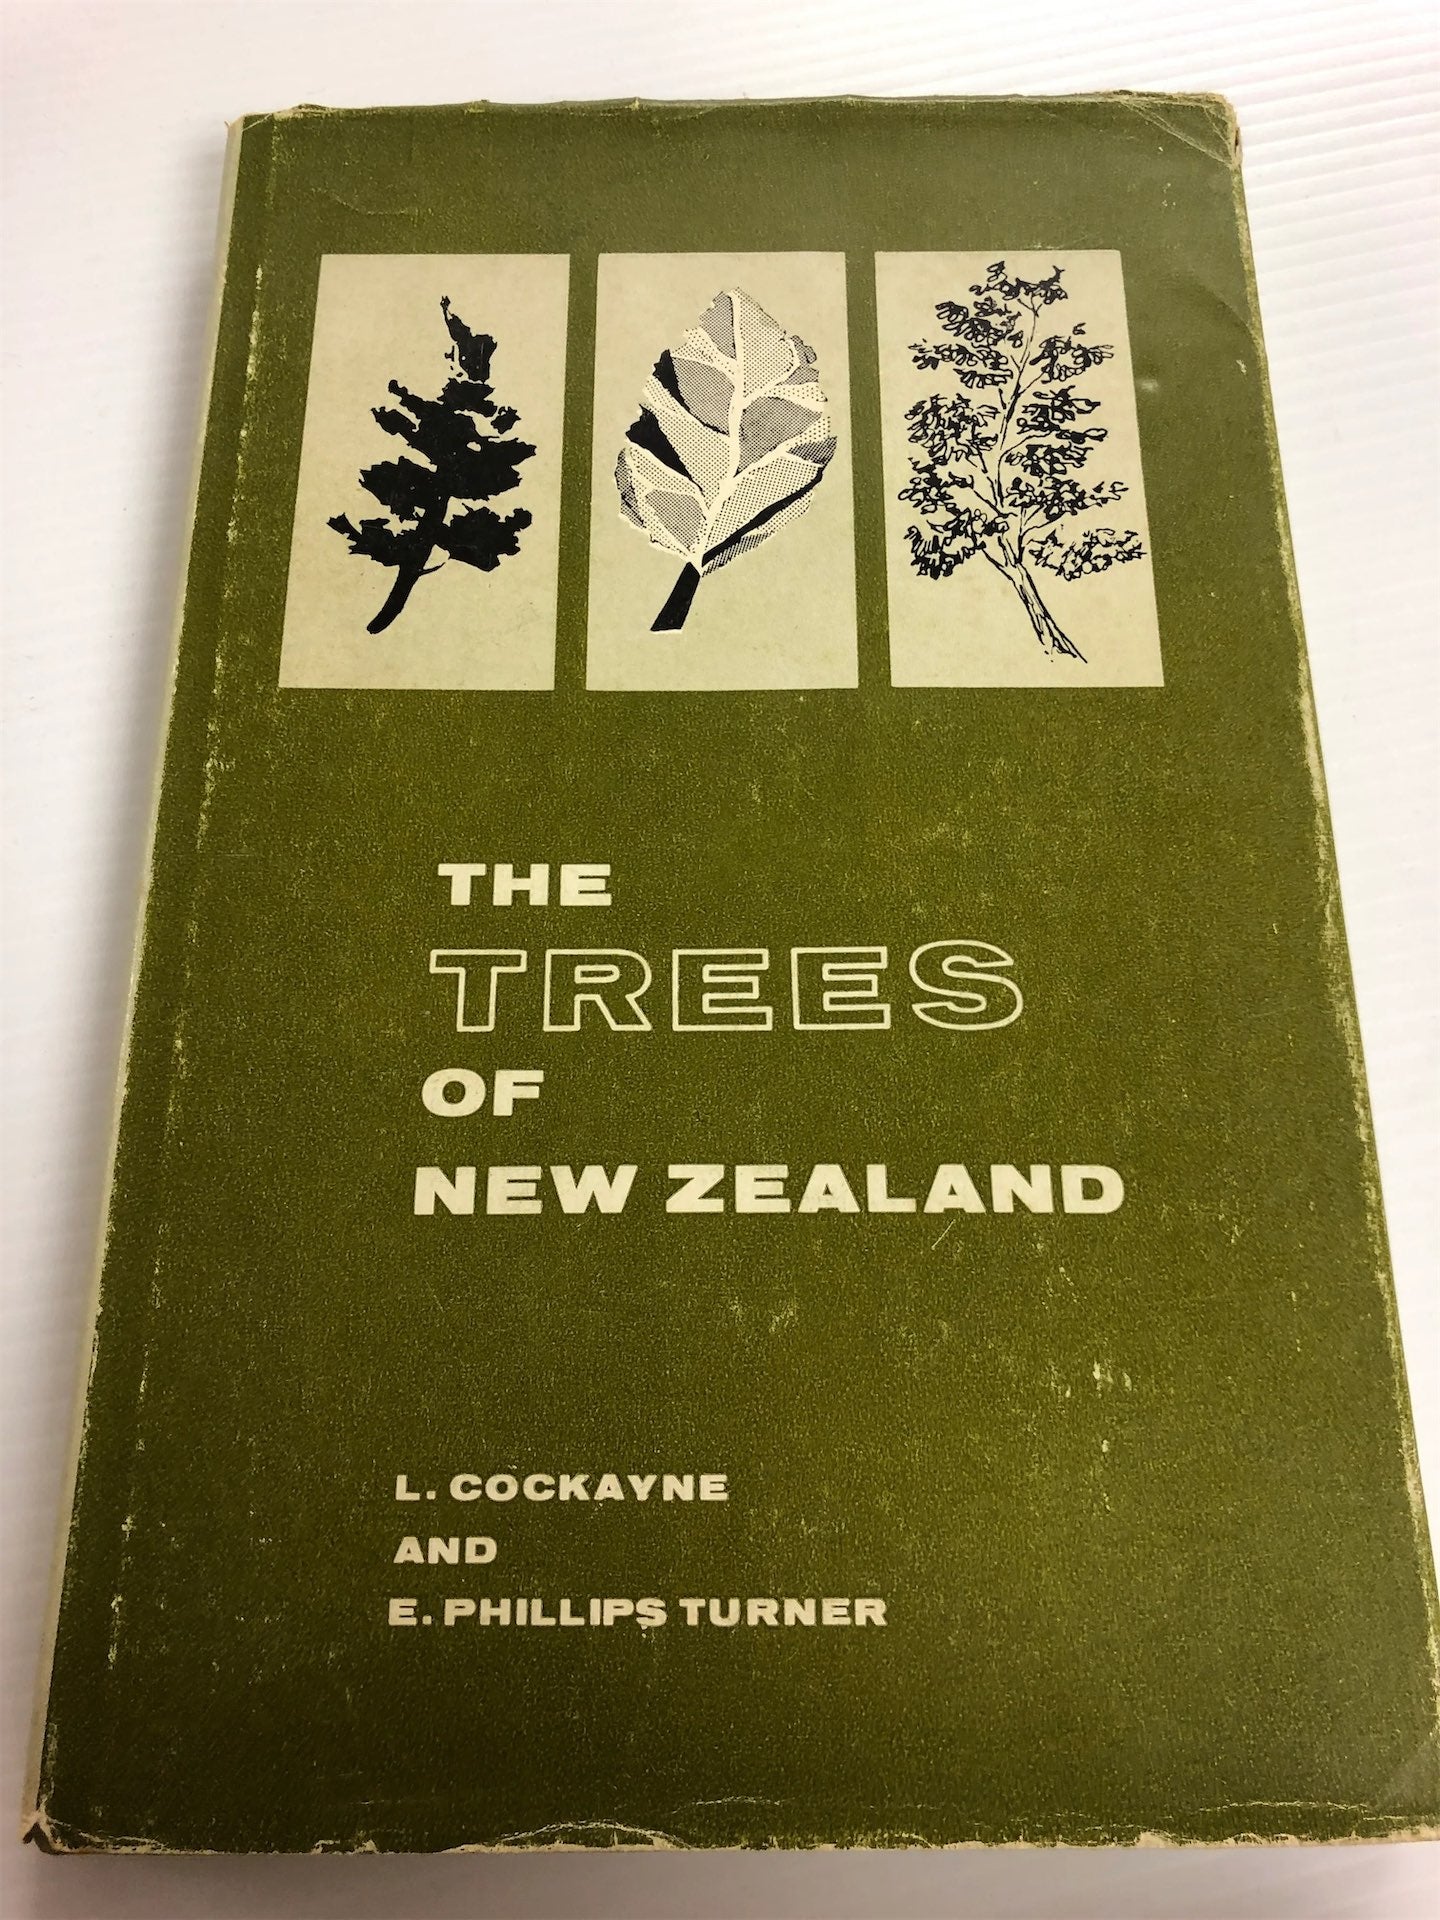 THE
TREES
OF
NEW ZEALAND
L. COCKAYNE
AND
E. PHILLIPS TURNER